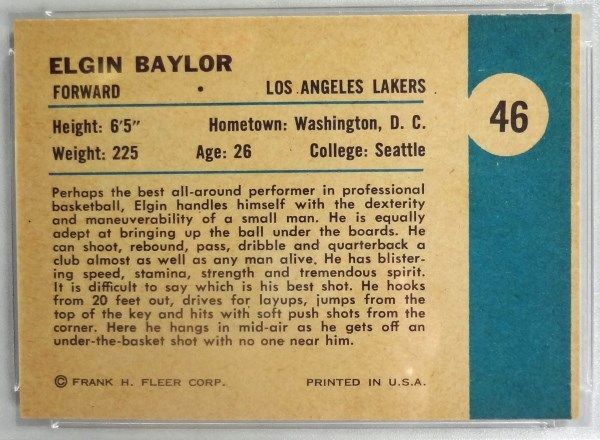 ELGIN BAYLOR
FORWARD • LOS ANGELES LAKERS
46
Height: 6'5" Hometown: Washington, D. C.
Weight: 225 Age: 26 College: Seattle
Perhaps the best all-around performer in professional
basketball, Elgin handles himself with the dexterity
and maneuverability of a small man. He is equally
adept at bringing up the ball under the boards. He
can shoot, rebound, pass, dribble and quarterback a
club almost as well as any man alive. He has blister-
ing speed, stamina, strength and tremendous spirit.
It is difficult to say which is his best shot. He hooks
from 20 feet out, drives for layups, jumps from the
top of the key and hits with soft push shots from the
corner. Here he hangs in mid-air as he gets off an
under-the-basket shot with no one near him.
© FRANK H. FLEER CORP. PRINTED IN U.S.A.